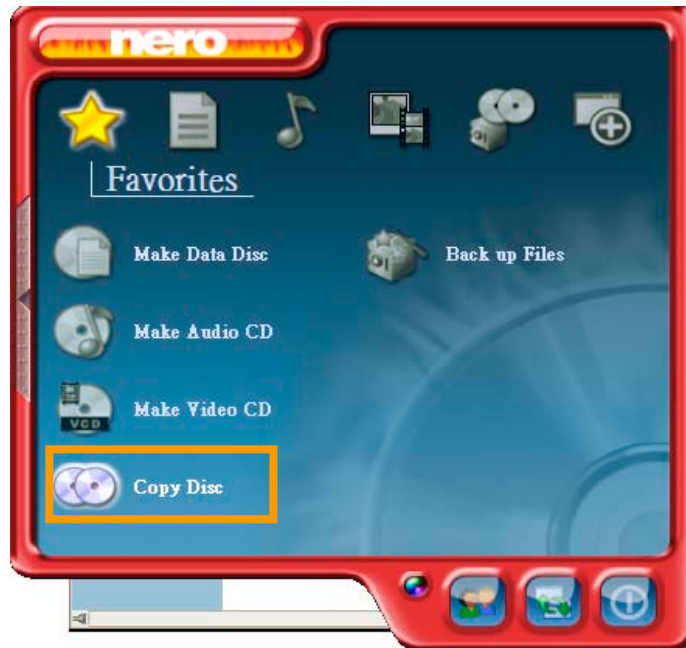 nero
Favorites
Make Data Disc
Back up Files
Make Audio CD
Make Video CD
VCD
Copy Disc